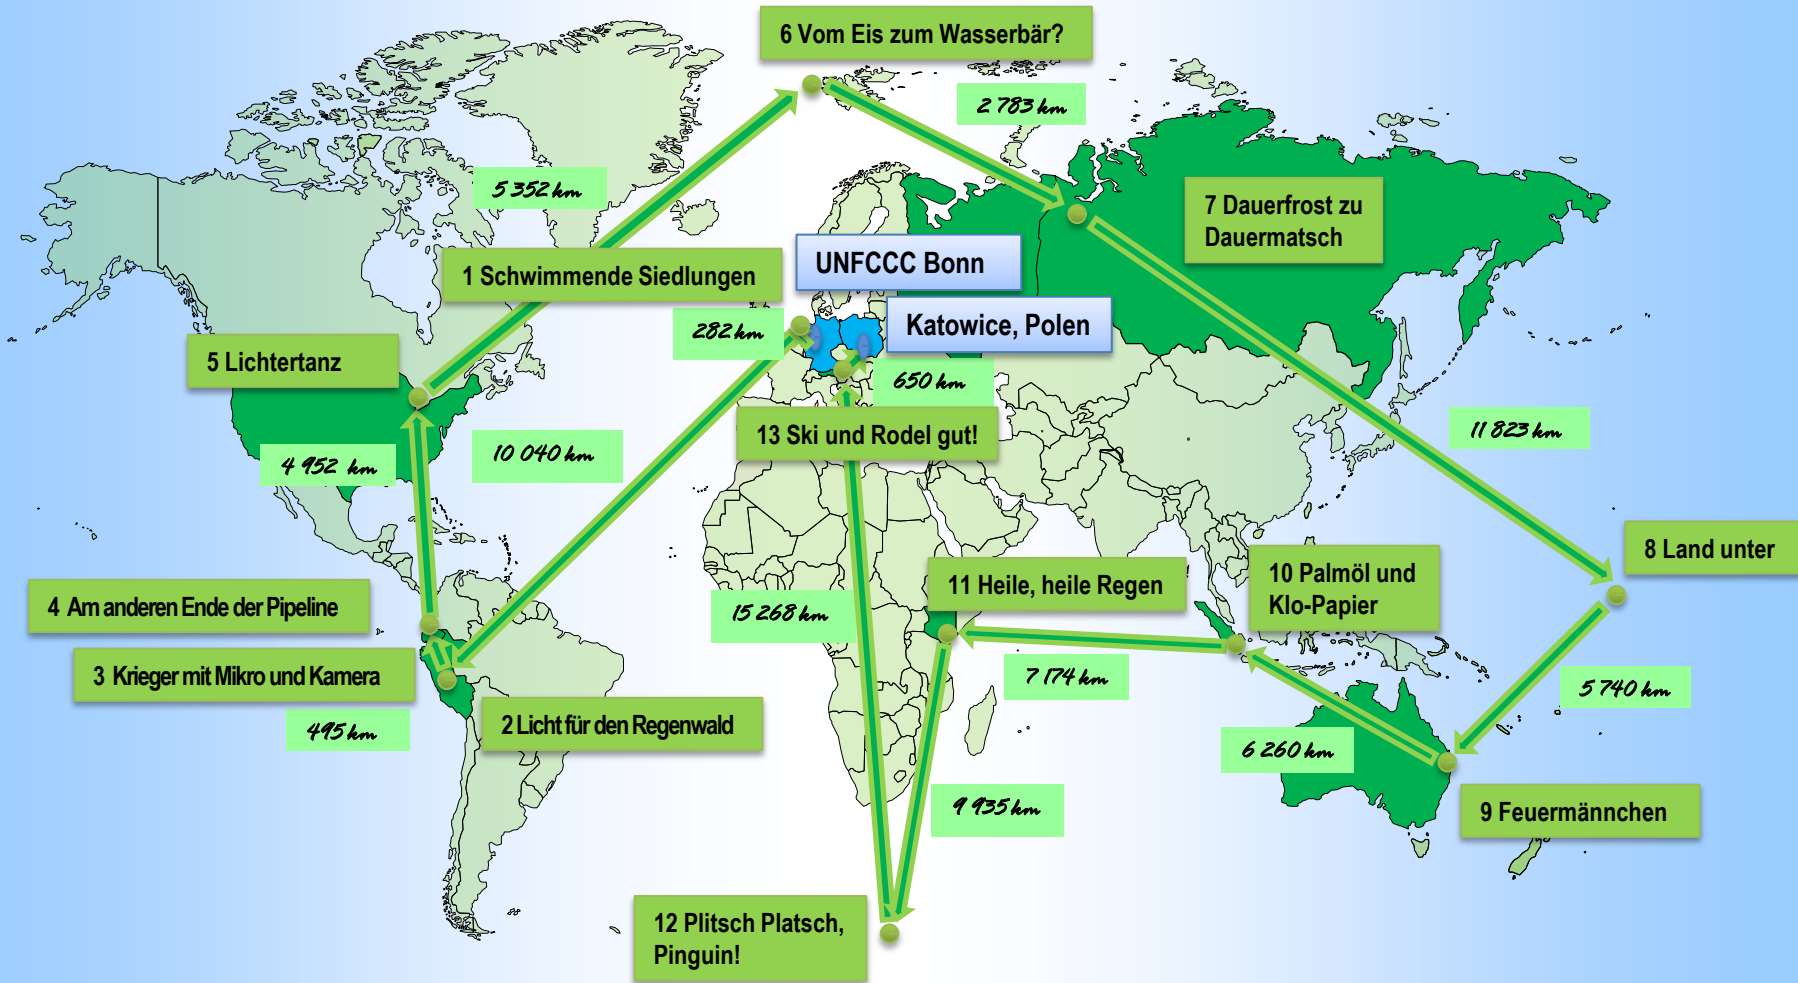 6 Vom Eis zum Wasserbär?
2 783 km
5 352 km
7 Dauerfrost zu
Dauermatsch
UNFCCC Bonn
1 Schwimmende Siedlungen
282 km
Katowice, Polen
5 Lichtertanz
650 km
13 Ski und Rodel gut!
11 823 km
4 952 km
10 040 km
8 Land unter
10 Palmöl und
Klo-Papier
11 Heile, heile Regen
!
4 Am anderen Ende der Pipeline
15 268 km
3 Krieger mit Mikro und Kamera
7 174 km
5 740 km
495 km
2 Licht für den Regenwald
6 260 km
9 935 km
9 Feuermännchen
12 Plitsch Platsch,
Pinguin!